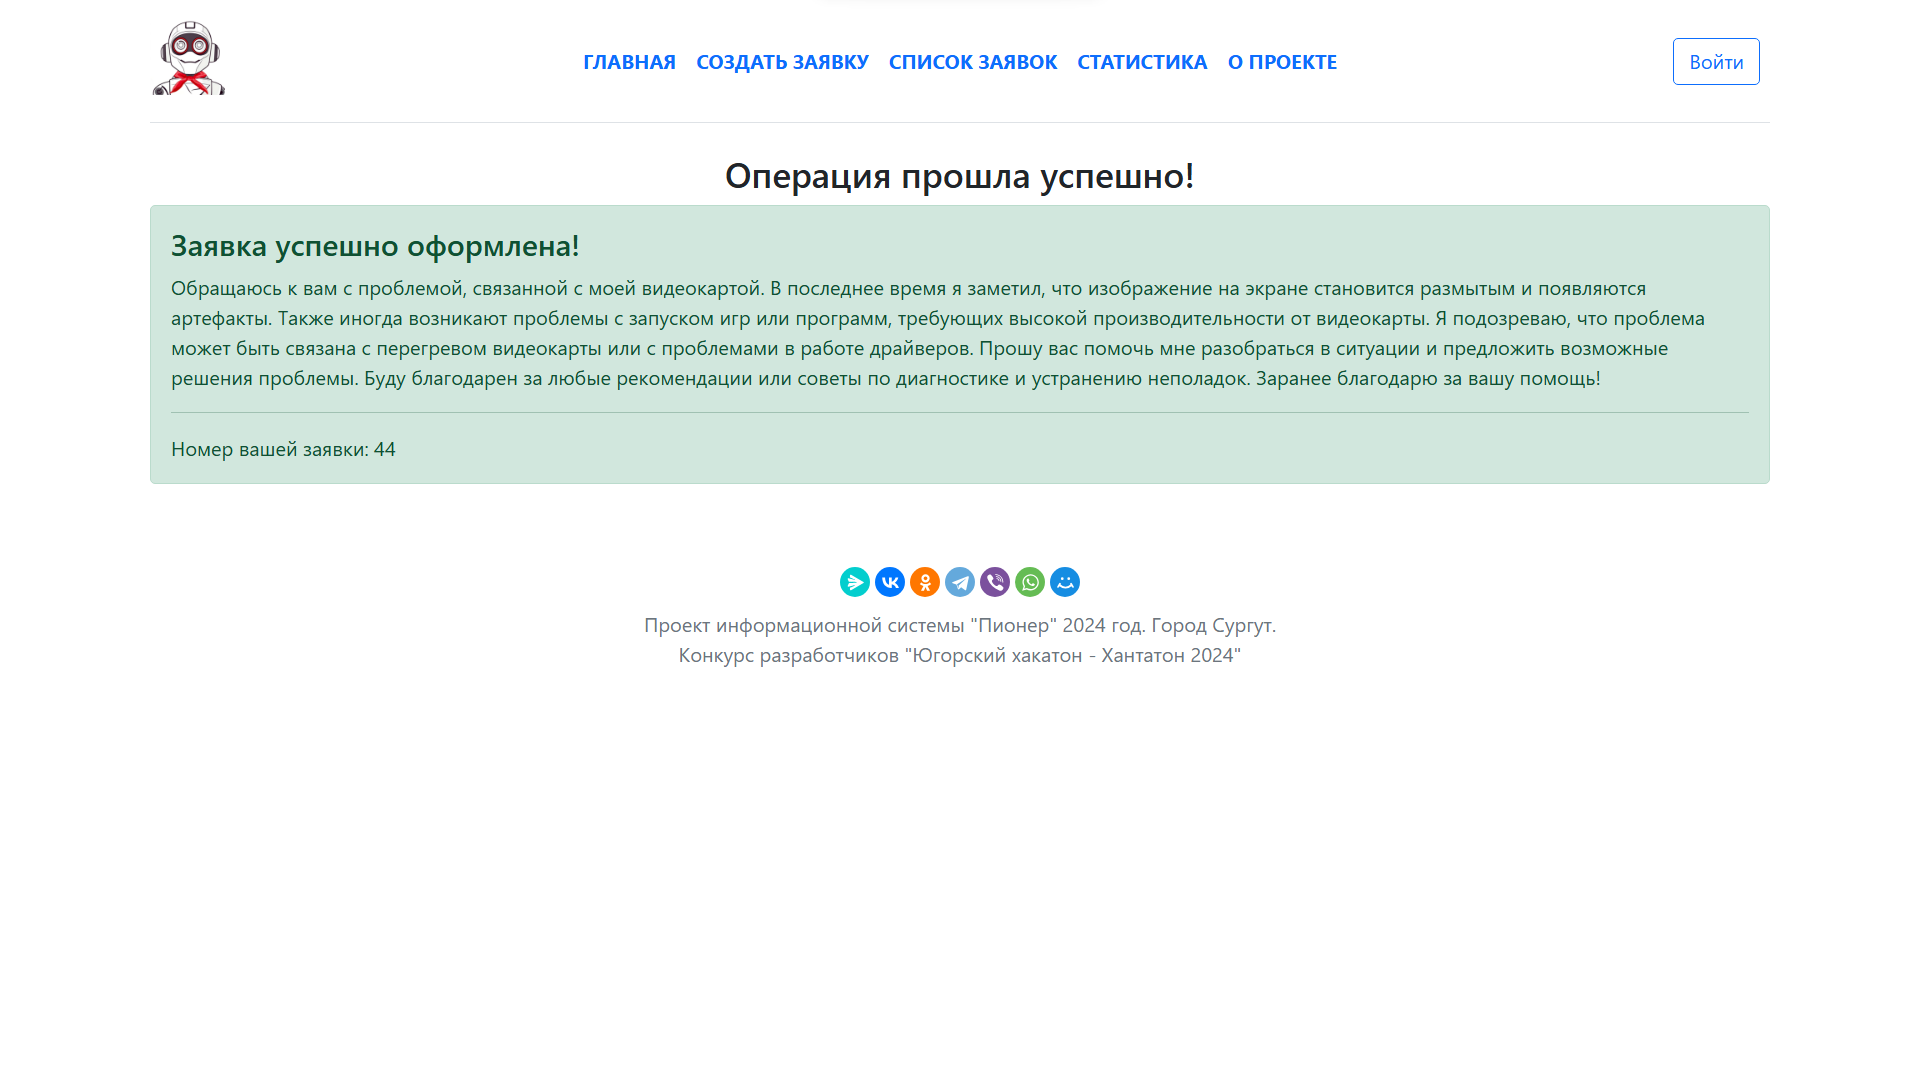 ГЛАВНАЯ СОЗДАТЬ ЗАЯВКУ СПИСОК ЗАЯВОК СТАТИСТИКА О ПРОЕКТЕ Войти
Операция прошла успешно!
Заявка успешно оформлена!
Обращаюсь к вам с проблемой, связанной с моей видеокартой. В последнее время я заметил, что изображение на экране становится размытым и появляются
артефакты. Также иногда возникают проблемы с запуском игр или программ, требующих высокой производительности от видеокарты. Я подозреваю, что проблема
может быть связана с перегревом видеокарты или с проблемами в работе драйверов. Прошу вас помочь мне разобраться в ситуации и предложить возможные
решения проблемы. Буду благодарен за любые рекомендации или советы по диагностике и устранению неполадок. Заранее благодарю за вашу помощь!
Номер вашей заявки: 44
Проект информационной системы "Пионер" 2024 год. Город Сургут.
Конкурс разработчиков "Югорский хакатон - Хантатон 2024"